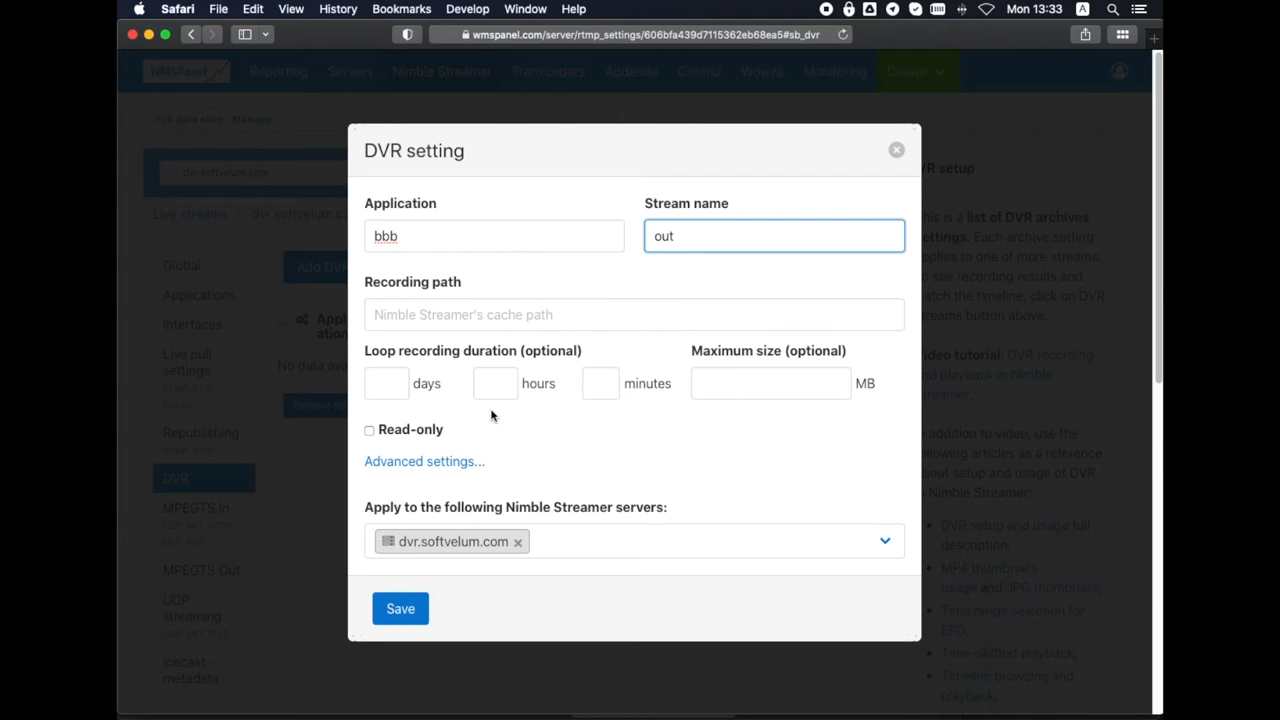 Safari File Edit View History Bookmarks Develop Window Help Mon 13:33 A
wmspanel.com/server/rtmp_settings/606bfa439d7115362eb68ea5#sb_dvr
WMSPanel Reporting Servers Nimble Streamer Transcoders Addenda Control Wowza Monitoring Create
Full data slice Manage
dvr.softvelum.com
Live streams dvr.softvelum.co
Global
Applications
Interfaces
Live pull
settings
Republishing
DVR
MPEGTS In
MPEGTS Out
UDP
streaming
Icecast
metadata
Add DVR
Appli
ation
No data ava
DVR setting
Application
Stream name
bbb
out
Recording path
Nimble Streamer's cache path
Loop recording duration (optional)
Maximum size (optional)
days hours minutes MB
Read-only
Advanced settings...
Apply to the following Nimble Streamer servers:
dvr.softvelum.com ×
Save
VR setup
his is a list of DVR archives
ettings. Each archive setting
pplies to one of more streams.
o see recording results and
atch the timeline, click on DVR
treams button above.
ideo tutorial: DVR recording
nd playback in Nimble
treamer.
addition to video, use the
ollowing articles as a reference
bout setup and usage of DVR
Nimble Streamer:
DVR setup and usage full
description;
MP4 thumbnails
usage and JPG thumbnails;
Time range selection for
EPG;
Time-shifted playback;
Timeline browsing and
playback;